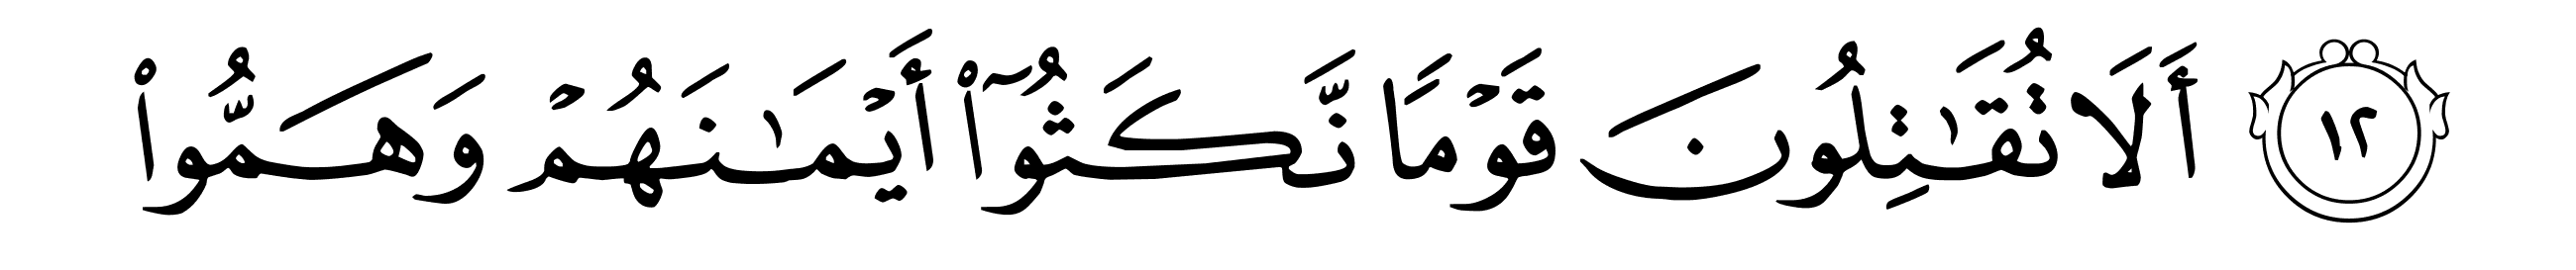 ١٢ أَلَا تُقَٰتِلُونَ قَوۡمٗا نَّكَثُوٓاْ أَيۡمَٰنَهُمۡ وَهَمُّواْ